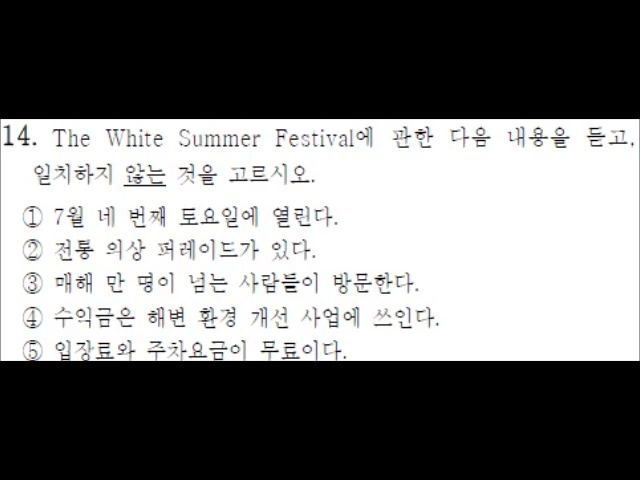 14. The White Summer Festival에 관한 다음 내용을 듣고,
일치하지 않는 것을 고르시오.
① 7월 네 번째 토요일에 열린다.
② 전통 의상 퍼레이드가 있다.
③ 매해 만 명이 넘는 사람들이 방문한다.
④ 수익금은 해변 환경 개선 사업에 쓰인다.
⑤ 입장료와 주차요금이 무료이다.